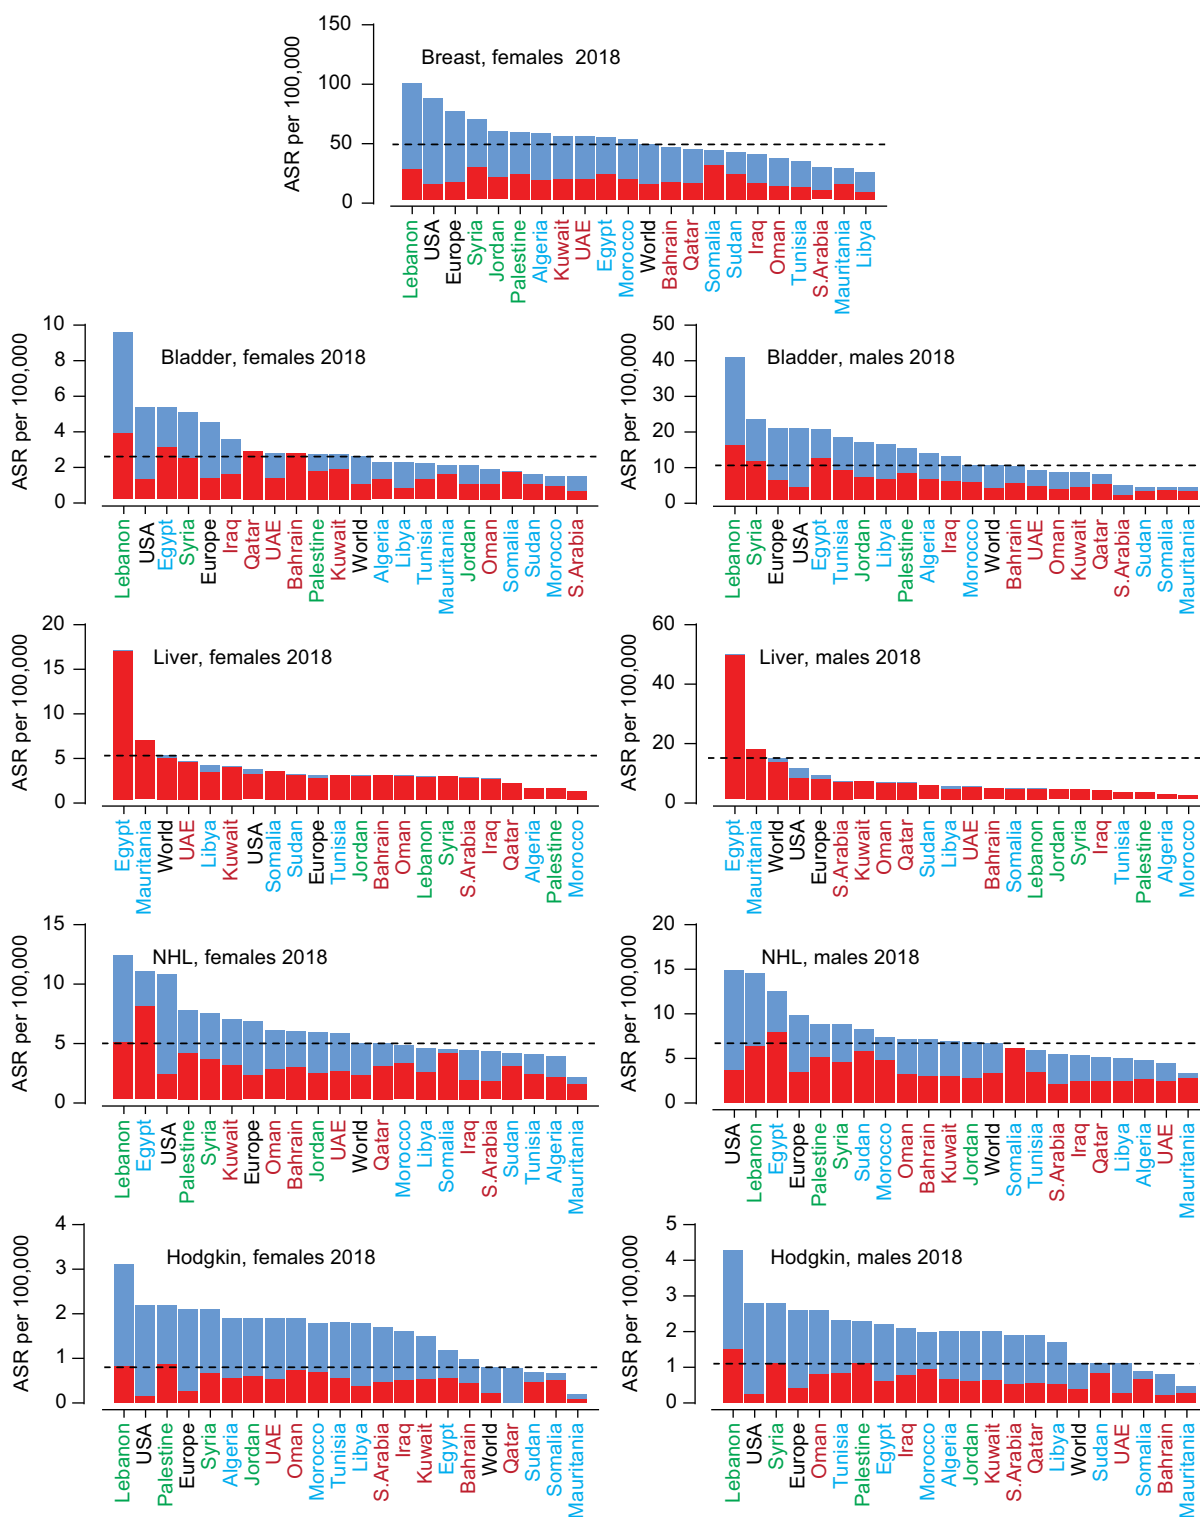 Breast, females 2018
ASR per 100,000
150
100
50
0
Lebanon
USA
Europe
Syria
Jordan
Palestine
Algeria
Kuwait
UAE
Egypt
Morocco
World
Bahrain
Qatar
Somalia
Sudan
Iraq
Oman
Tunisia
S.Arabia
Mauritania
Libya
Bladder, females 2018
ASR per 100,000
10
8
6
4
2
0
Lebanon
USA
Egypt
Syria
Europe
Iraq
Qatar
UAE
Bahrain
Palestine
Kuwait
World
Algeria
Libya
Tunisia
Mauritania
Jordan
Oman
Somalia
Sudan
Morocco
S.Arabia
Bladder, males 2018
ASR per 100,000
50
40
30
20
10
0
Lebanon
Syria
Europe
USA
Egypt
Tunisia
Jordan
Libya
Palestine
Algeria
Iraq
Morocco
World
Bahrain
UAE
Oman
Kuwait
Qatar
S.Arabia
Sudan
Somalia
Mauritania
Liver, females 2018
ASR per 100,000
20
15
10
5
0
Egypt
Mauritania
World
UAE
Libya
Kuwait
USA
Somalia
Sudan
Europe
Tunisia
Jordan
Bahrain
Oman
Lebanon
Syria
S.Arabia
Iraq
Qatar
Algeria
Palestine
Morocco
Liver, males 2018
ASR per 100,000
60
40
20
0
Egypt
Mauritania
World
USA
Europe
S.Arabia
Kuwait
Oman
Qatar
Sudan
Libya
UAE
Bahrain
Somalia
Lebanon
Jordan
Syria
Iraq
Tunisia
Palestine
Algeria
Morocco
NHL, females 2018
ASR per 100,000
15
10
5
0
Lebanon
Egypt
USA
Palestine
Syria
Kuwait
Europe
Oman
Bahrain
Jordan
UAE
World
Qatar
Morocco
Libya
Somalia
Iraq
S.Arabia
Sudan
Tunisia
Algeria
Mauritania
NHL, males 2018
ASR per 100,000
20
15
10
5
0
USA
Lebanon
Egypt
Europe
Palestine
Syria
Sudan
Morocco
Oman
Bahrain
Kuwait
Jordan
World
Somalia
Tunisia
S.Arabia
Iraq
Qatar
Libya
Algeria
UAE
Mauritania
Hodgkin, females 2018
ASR per 100,000
4
3
2
1
0
Lebanon
USA
Palestine
Europe
Syria
Algeria
Jordan
UAE
Oman
Morocco
Tunisia
Libya
S.Arabia
Iraq
Kuwait
Egypt
Bahrain
World
Qatar
Sudan
Somalia
Mauritania
Hodgkin, males 2018
ASR per 100,000
5
4
3
2
1
0
Lebanon
USA
Syria
Europe
Oman
Tunisia
Palestine
Egypt
Iraq
Morocco
Algeria
Jordan
Kuwait
S.Arabia
Qatar
Libya
World
Sudan
UAE
Somalia
Bahrain
Mauritania